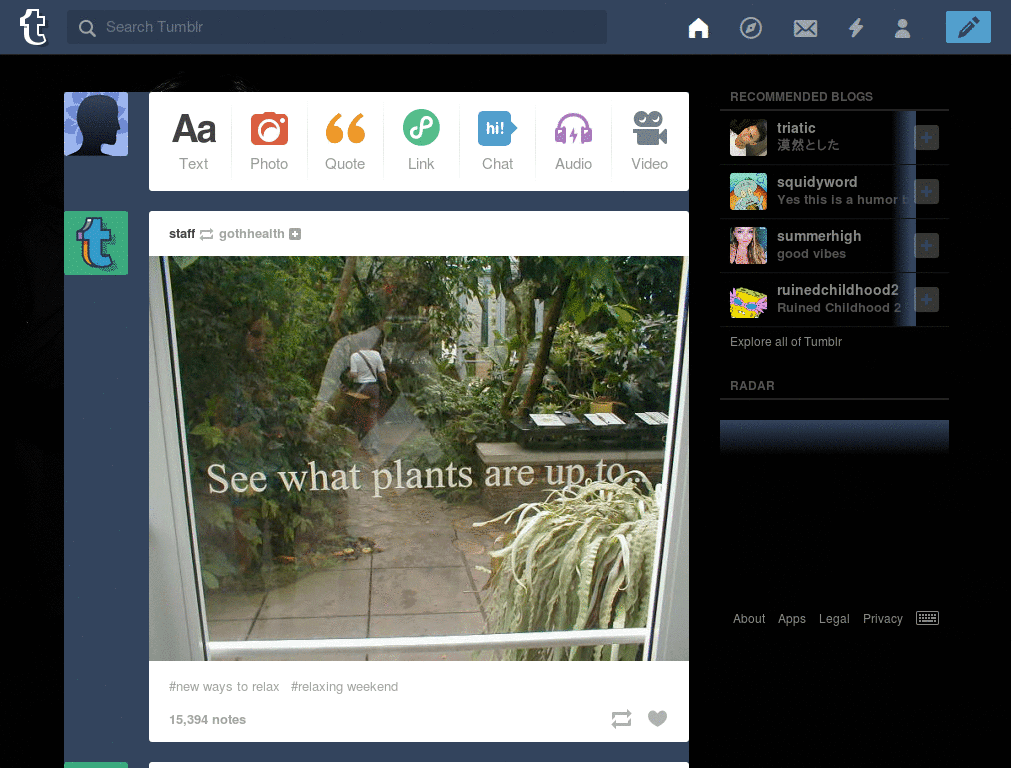 Search Tumblr
Aa
hi!
Text
Photo
Quote
Link
Chat
Audio
Video
staff gothhealth
See what plants are up to...
#new ways to relax #relaxing weekend
15,394 notes
RECOMMENDED BLOGS
triatic
漠然とした
squidyword
Yes this is a humor b
summerhigh
good vibes
ruinedchildhood2
Ruined Childhood 2
Explore all of Tumblr
RADAR
About Apps Legal Privacy